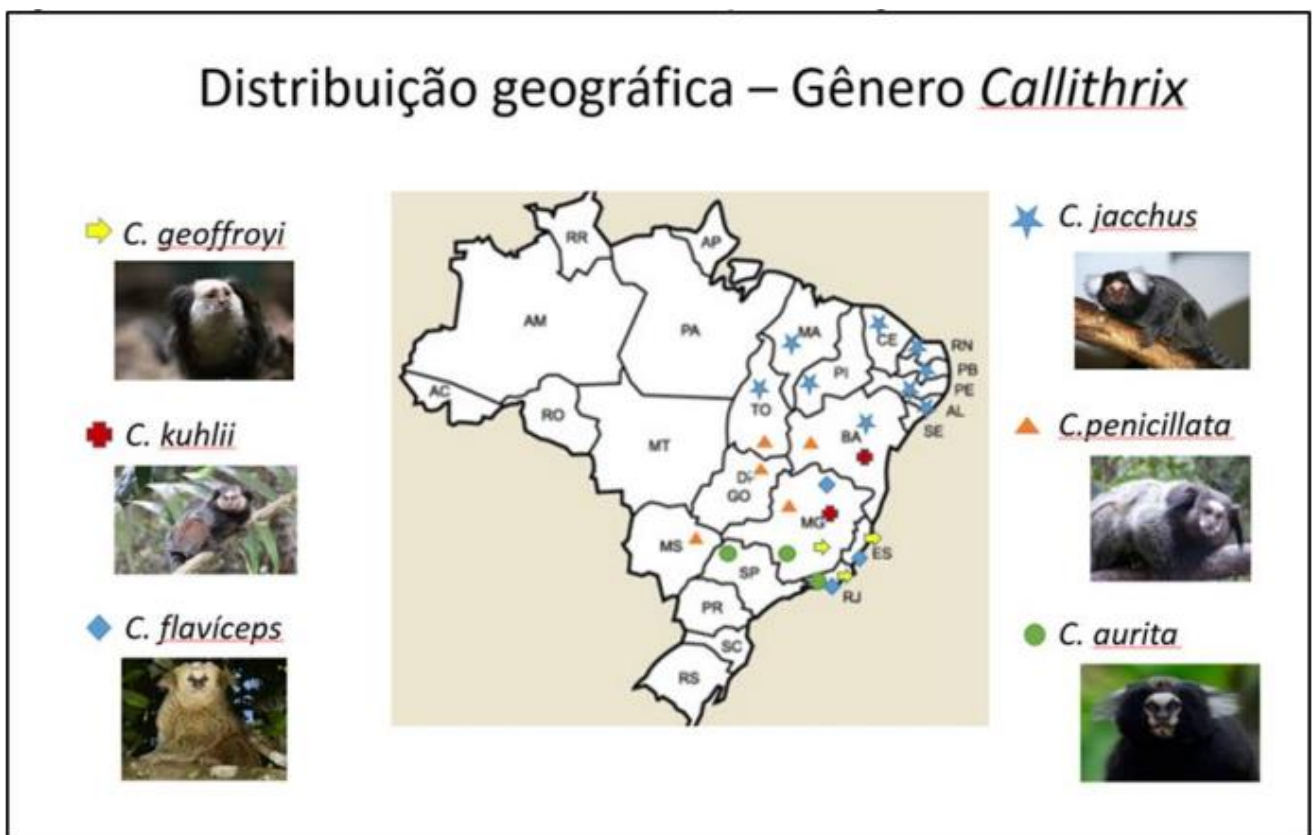 Distribuição geográfica – Gênero Callithrix
C. geoffroyi
C. kuhlii
C. flavíceps
RR
AP
AM
PA
MA
CE
RN
PB
PE
AL
SE
PI
AC
RO
TO
BA
MT
GO
MG
ES
MS
SP
RJ
PR
SC
RS
C. jacchus
C.penicillata
C. aurita